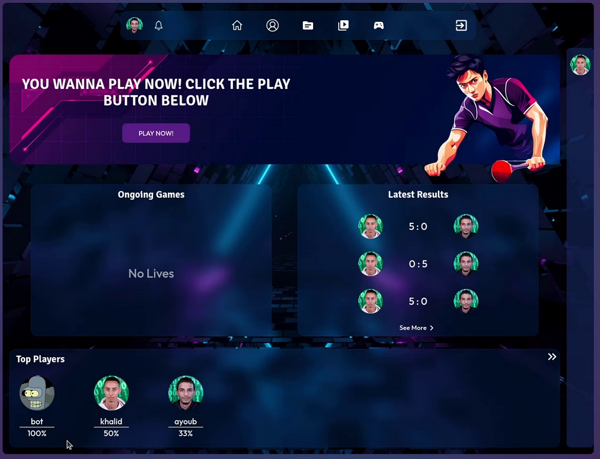 YOU WANNA PLAY NOW! CLICK THE PLAY
BUTTON BELOW
PLAY NOW!
Ongoing Games
No Lives
Latest Results
5 : 0
0 : 5
5 : 0
See More
Top Players
bot
100%
khalid
50%
ayoub
33%